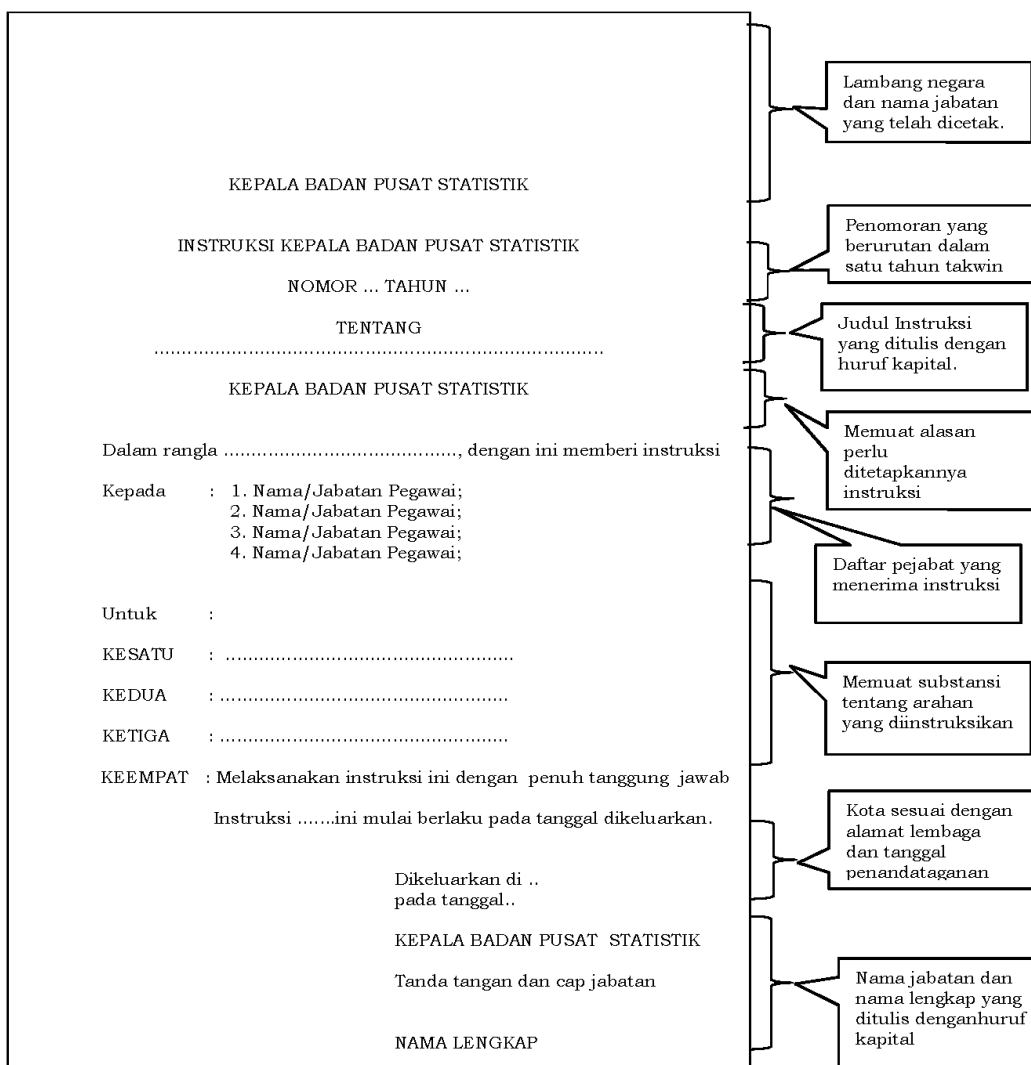 KEPALA BADAN PUSAT STATISTIK
INSTRUKSI KEPALA BADAN PUSAT STATISTIK
NOMOR ... TAHUN ...
TENTANG
................................................................................
KEPALA BADAN PUSAT STATISTIK
Dalam rangla .........................................., dengan ini memberi instruksi
Kepada : 1. Nama/Jabatan Pegawai;
2. Nama/Jabatan Pegawai;
3. Nama/Jabatan Pegawai;
4. Nama/Jabatan Pegawai;
Untuk :
KESATU : ....................................................
KEDUA : ....................................................
KETIGA : ....................................................
KEEMPAT : Melaksanakan instruksi ini dengan penuh tanggung jawab
Instruksi .......ini mulai berlaku pada tanggal dikeluarkan.
Dikeluarkan di ..
pada tanggal..
KEPALA BADAN PUSAT STATISTIK
Tanda tangan dan cap jabatan
NAMA LENGKAP
Lambang negara
dan nama jabatan
yang telah dicetak.
Penomoran yang
berurutan dalam
satu tahun takwin
Judul Instruksi
yang ditulis dengan
huruf kapital.
Memuat alasan
perlu
ditetapkannya
instruksi
Daftar pejabat yang
menerima instruksi
Memuat substansi
tentang arahan
yang diinstruksikan
Kota sesuai dengan
alamat lembaga
dan tanggal
penandataganan
Nama jabatan dan
nama lengkap yang
ditulis denganhuruf
kapital